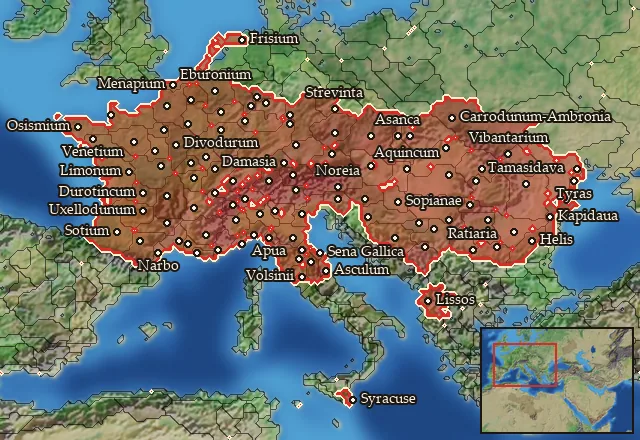 Frisium
Eburonium
Menapium
Strevinta
Asanca
Carrodunum-Ambronia
Osismium
Vibantarium
Divodurum
Venetium
Aquincum
Damasia
Tamasidava
Limonum
Noreia
Durotincum
Tyras
Sopianae
Uxellodunum
Kapidaua
Sotium
Ratiaria
Helis
Apua
Sena Gallica
Narbo
Asculum
Volsinii
Lissos
Syracuse